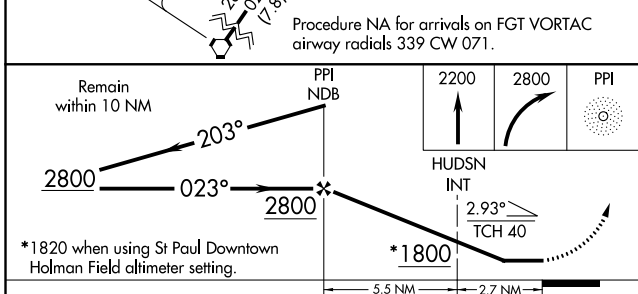 Procedure NA for arrivals on FGT VORTAC
airway radials 339 CW 071.
Remain
within 10 NM
PPI
NDB
2200
2800
PPI
203°
HUDSN
INT
2800
023°
2800
2.93°
TCH 40
*1800
*1820 when using St Paul Downtown
Holman Field altimeter setting.
5.5 NM
2.7 NM